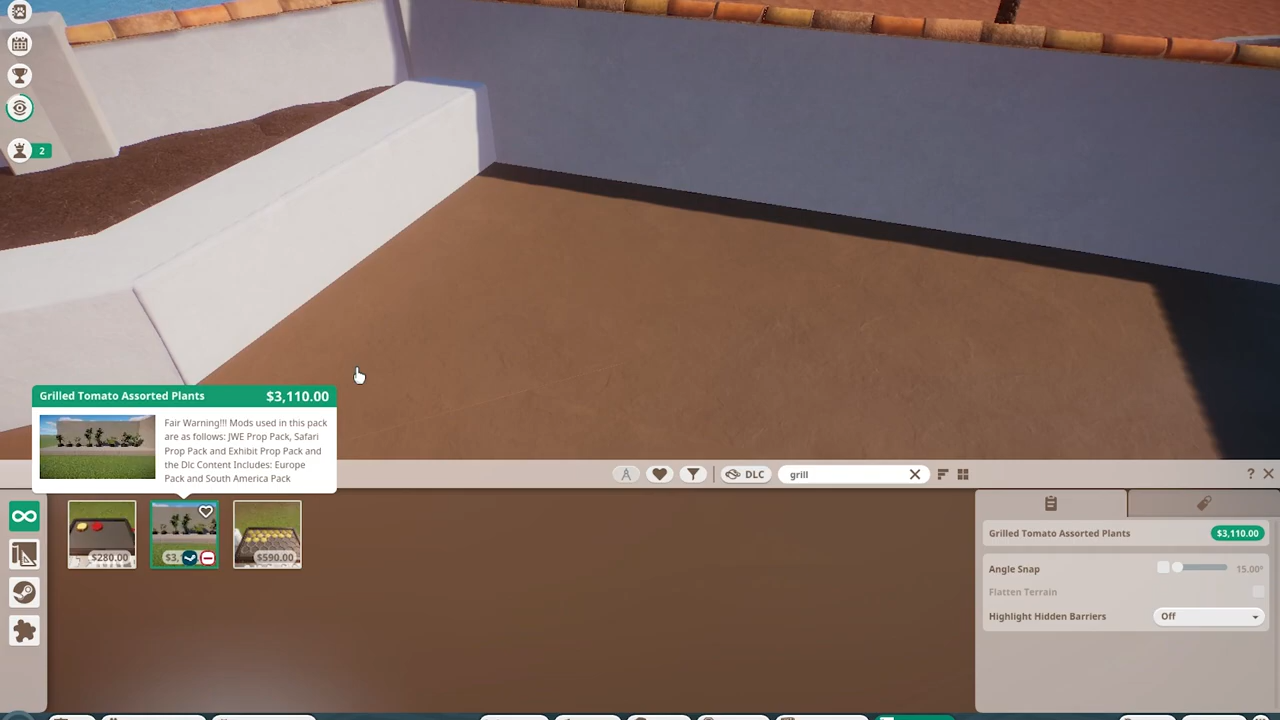 2
Grilled Tomato Assorted Plants $3,110.00
Fair Warning!!! Mods used in this pack
are as follows: JWE Prop Pack, Safari
Prop Pack and Exhibit Prop Pack and
the Dlc Content Includes: Europe
Pack and South America Pack
DLC grill
?
$280.00 $3,1 $590.00
Grilled Tomato Assorted Plants $3,110.00
Angle Snap 15.00°
Flatten Terrain
Highlight Hidden Barriers Off